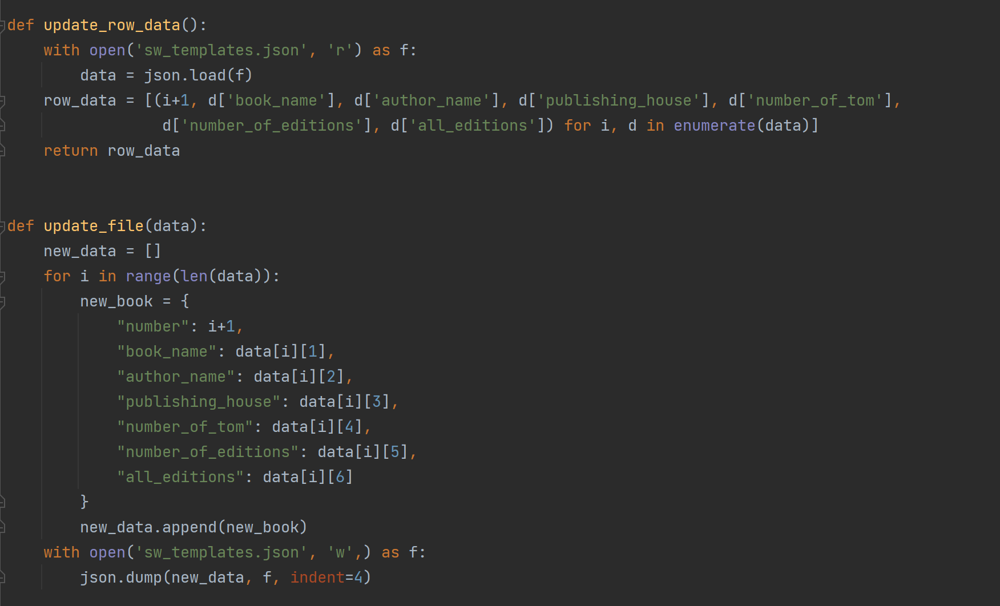 def update_row_data():
    with open('sw_templates.json', 'r') as f:
        data = json.load(f)
    row_data = [(i+1, d['book_name'], d['author_name'], d['publishing_house'], d['number_of_tom'],
                 d['number_of_editions'], d['all_editions']) for i, d in enumerate(data)]
    return row_data
def update_file(data):
    new_data = []
    for i in range(len(data)):
        new_book = {
            "number": i+1,
            "book_name": data[i][1],
            "author_name": data[i][2],
            "publishing_house": data[i][3],
            "number_of_tom": data[i][4],
            "number_of_editions": data[i][5],
            "all_editions": data[i][6]
        }
        new_data.append(new_book)
    with open('sw_templates.json', 'w',) as f:
        json.dump(new_data, f, indent=4)